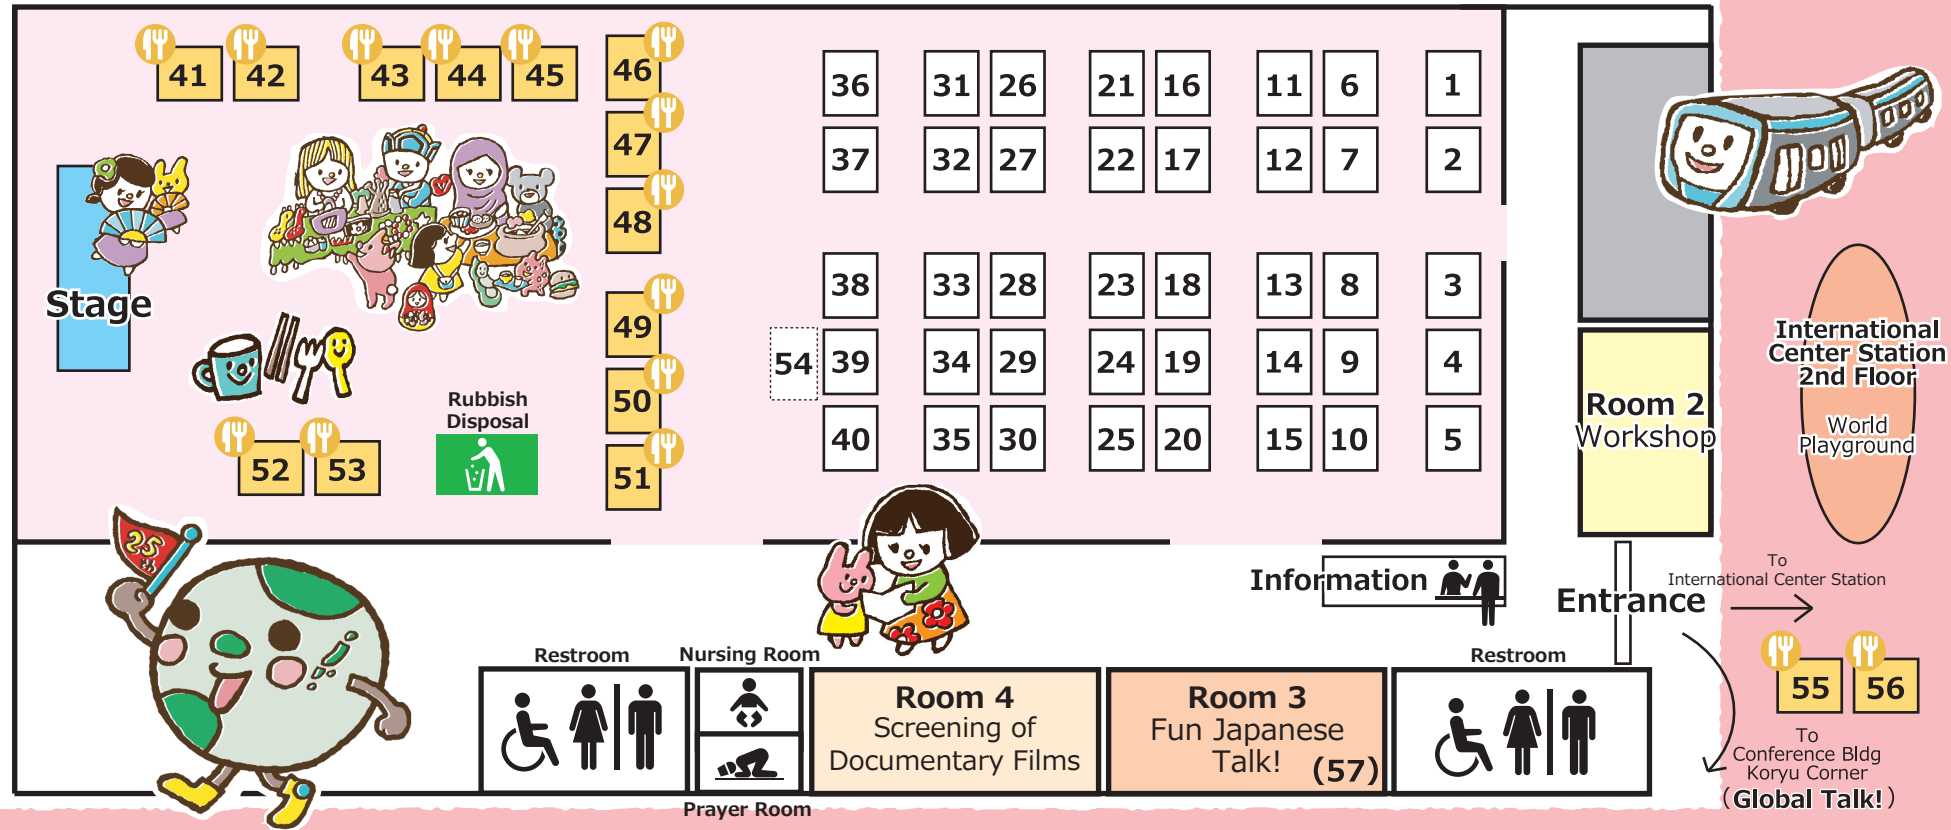 41 42 43 44 45 46
47
48
49
50
51
52 53
Stage
Rubbish
Disposal
36 31 26 21 16 11 6 1
37 32 27 22 17 12 7 2
38 33 28 23 18 13 8 3
54 39 34 29 24 19 14 9 4
40 35 30 25 20 15 10 5
Room 2
Workshop
International
Center Station
2nd Floor
World
Playground
25
th
Information
Entrance
To
International Center Station
55 56
To
Conference Bldg
Koryu Corner
(Global Talk!)
Restroom
Nursing Room
Prayer Room
Room 4
Screening of
Documentary Films
Room 3
Fun Japanese
Talk! (57)
Restroom